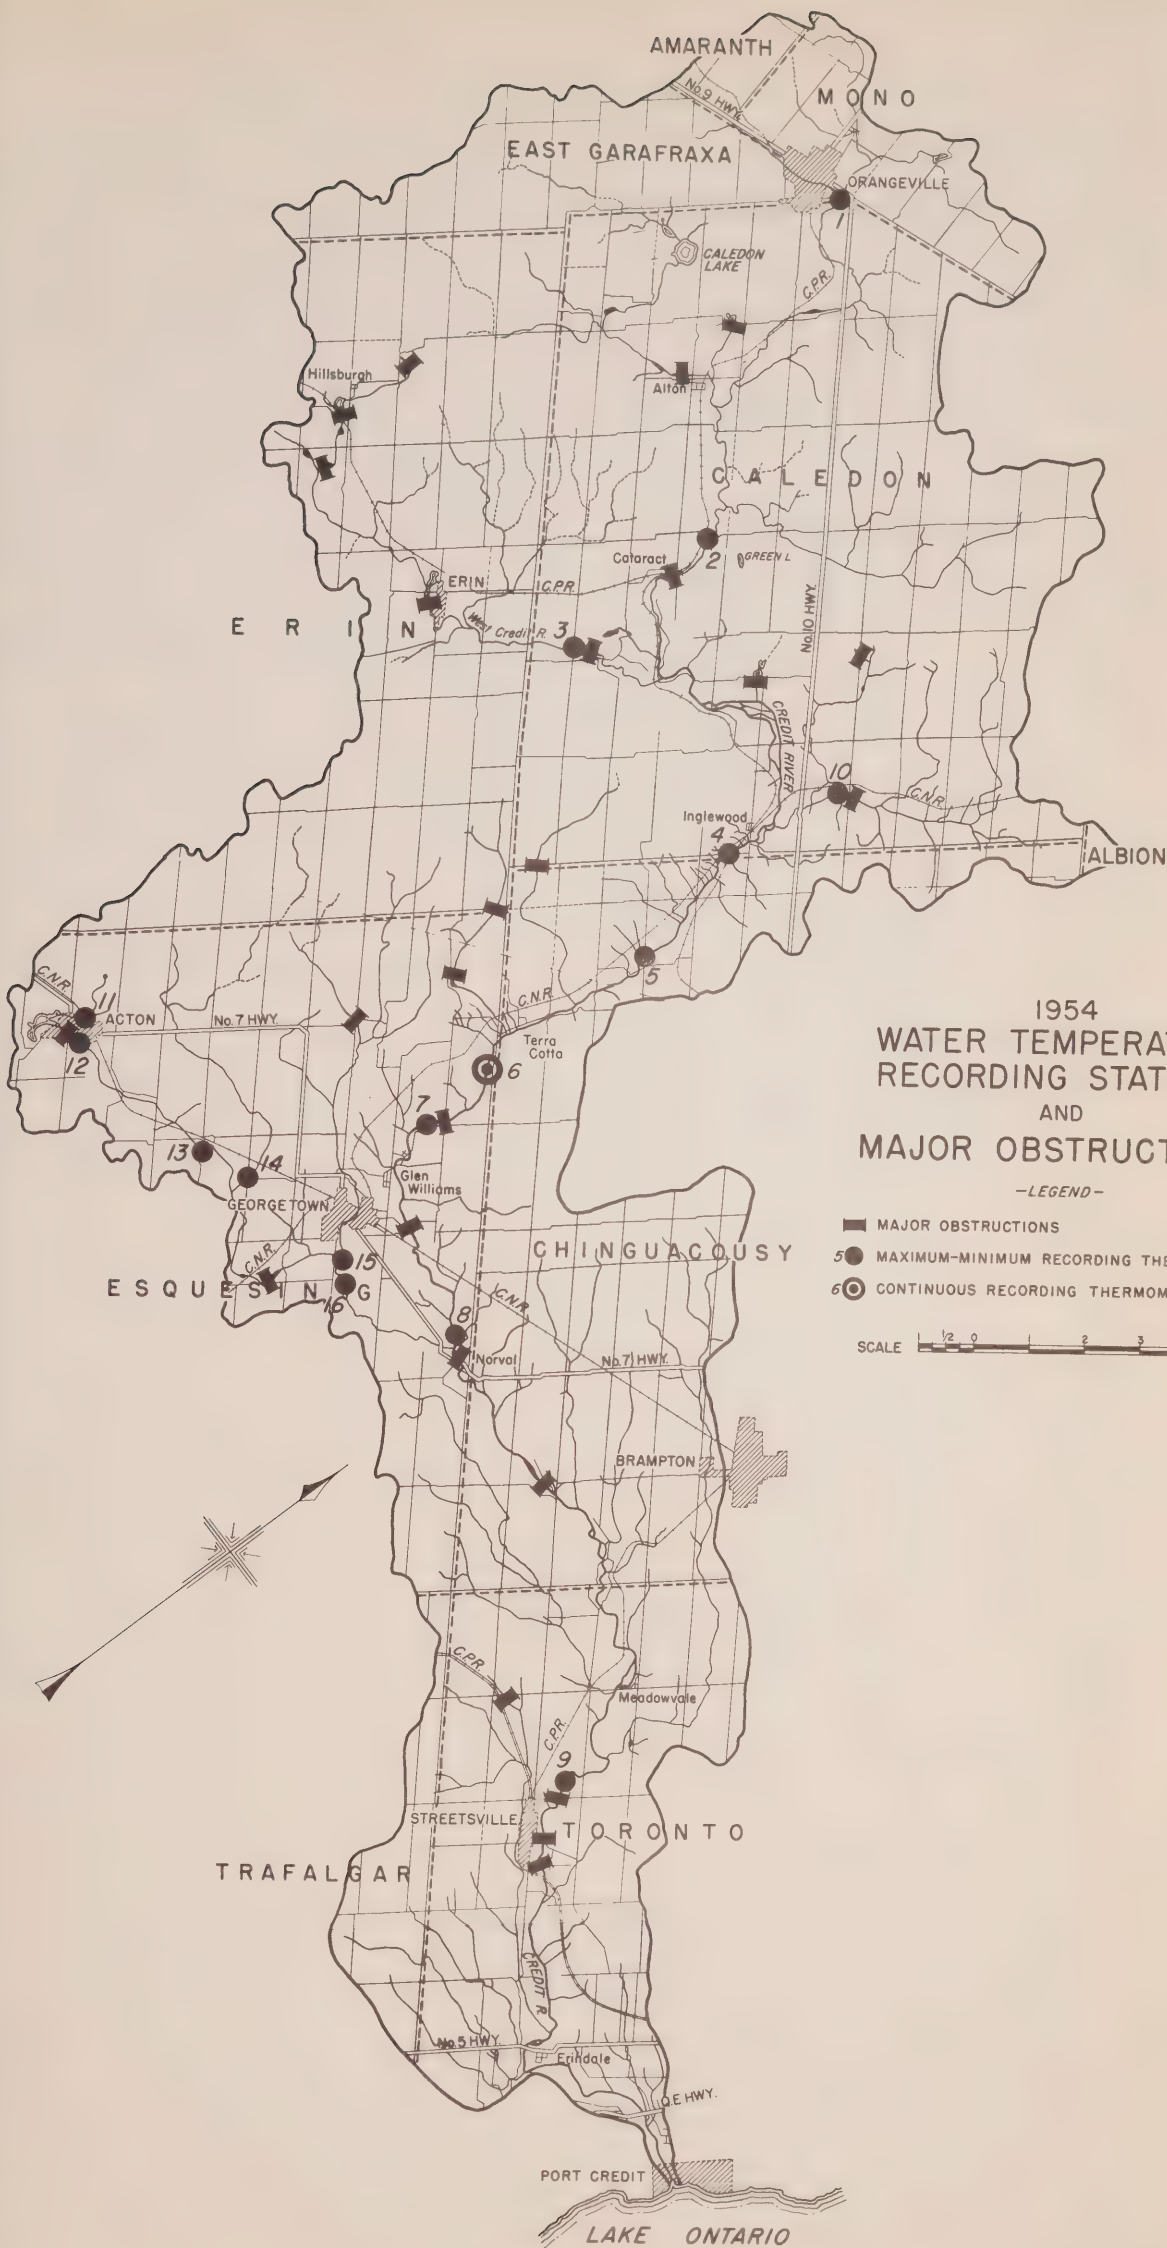 AMARANTH
MONO
No.9 HWY.
EAST GARAFRAXA
ORANGEVILLE
1
CALEDON
LAKE
C.P.R.
Hillsburgh
Alton
CALEDON
Cataract
2
GREEN L
ERIN
C.P.R.
No 10 HWY
ERIN
West Credit R.
3
CREDIT RIVER
10
C.N.R.
Inglewood
4
ALBION
5
C.N.R.
11
ACTON
No.7 HWY.
12
C.N.R.
Terra
Cotta
6
1954
WATER TEMPERA
RECORDING STAT
AND
MAJOR OBSTRUCT
7
13
14
Glen
Williams
-LEGEND-
GEORGETOWN
MAJOR OBSTRUCTIONS
CHINGUACOUSY
5 MAXIMUM-MINIMUM RECORDING THE
C.N.R.
15
ESQUESING
16
C.N.R.
6 CONTINUOUS RECORDING THERMOM
8
SCALE 1 1/2 0 1 2 3
Norval
No.7 HWY.
BRAMPTON
C.P.R.
Meadowvale
C.P.R.
9
STREETSVILLE
TORONTO
TRAFALGAR
CREDIT R
No.5 HWY.
Erindale
Q.E HWY.
PORT CREDIT
LAKE ONTARIO